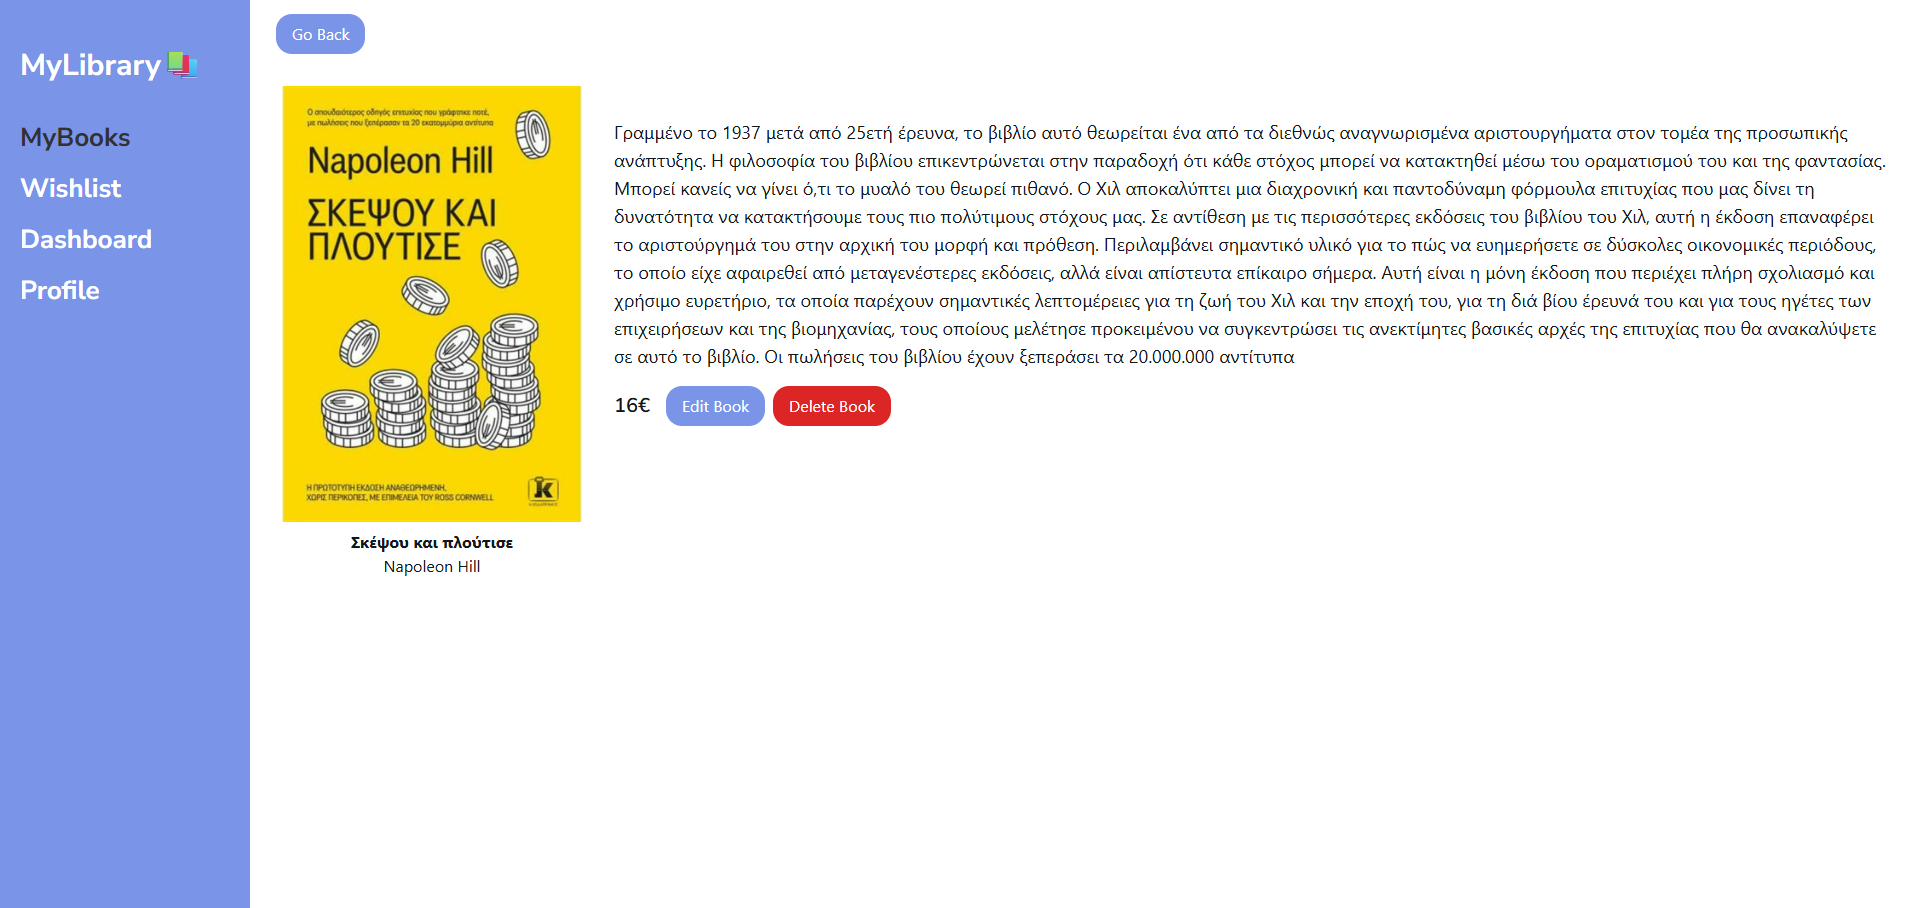 Go Back
MyLibrary
MyBooks
Wishlist
Dashboard
Profile
Ο σπουδαιότερος οδηγός επιτυχίας που γράφτηκε ποτέ,
με πωλήσεις που ξεπέρασαν τα 20 εκατομμύρια αντίτυπα
Napoleon Hill
ΣΚΕΨΟΥ ΚΑΙ
ΠΛΟΥΤΙΣΕ
Η ΠΡΩΤΟΤΥΠΗ ΕΚΔΟΣΗ ΑΝΑΘΕΩΡΗΜΕΝΗ,
ΧΩΡΙΣ ΠΕΡΙΚΟΠΕΣ, ΜΕ ΕΠΙΜΕΛΕΙΑ ΤΟΥ ROSS CORNWELL
Σκέψου και πλούτισε
Napoleon Hill
Γραμμένο το 1937 μετά από 25ετή έρευνα, το βιβλίο αυτό θεωρείται ένα από τα διεθνώς αναγνωρισμένα αριστουργήματα στον τομέα της προσωπικής
ανάπτυξης. Η φιλοσοφία του βιβλίου επικεντρώνεται στην παραδοχή ότι κάθε στόχος μπορεί να κατακτηθεί μέσω του οραματισμού του και της φαντασίας.
Μπορεί κανείς να γίνει ό,τι το μυαλό του θεωρεί πιθανό. Ο Χιλ αποκαλύπτει μια διαχρονική και παντοδύναμη φόρμουλα επιτυχίας που μας δίνει τη
δυνατότητα να κατακτήσουμε τους πιο πολύτιμους στόχους μας. Σε αντίθεση με τις περισσότερες εκδόσεις του βιβλίου του Χιλ, αυτή η έκδοση επαναφέρει
το αριστούργημά του στην αρχική του μορφή και πρόθεση. Περιλαμβάνει σημαντικό υλικό για το πώς να ευημερήσετε σε δύσκολες οικονομικές περιόδους,
το οποίο είχε αφαιρεθεί από μεταγενέστερες εκδόσεις, αλλά είναι απίστευτα επίκαιρο σήμερα. Αυτή είναι η μόνη έκδοση που περιέχει πλήρη σχολιασμό και
χρήσιμο ευρετήριο, τα οποία παρέχουν σημαντικές λεπτομέρειες για τη ζωή του Χιλ και την εποχή του, για τη διά βίου έρευνά του και για τους ηγέτες των
επιχειρήσεων και της βιομηχανίας, τους οποίους μελέτησε προκειμένου να συγκεντρώσει τις ανεκτίμητες βασικές αρχές της επιτυχίας που θα ανακαλύψετε
σε αυτό το βιβλίο. Οι πωλήσεις του βιβλίου έχουν ξεπεράσει τα 20.000.000 αντίτυπα
16€
Edit Book
Delete Book